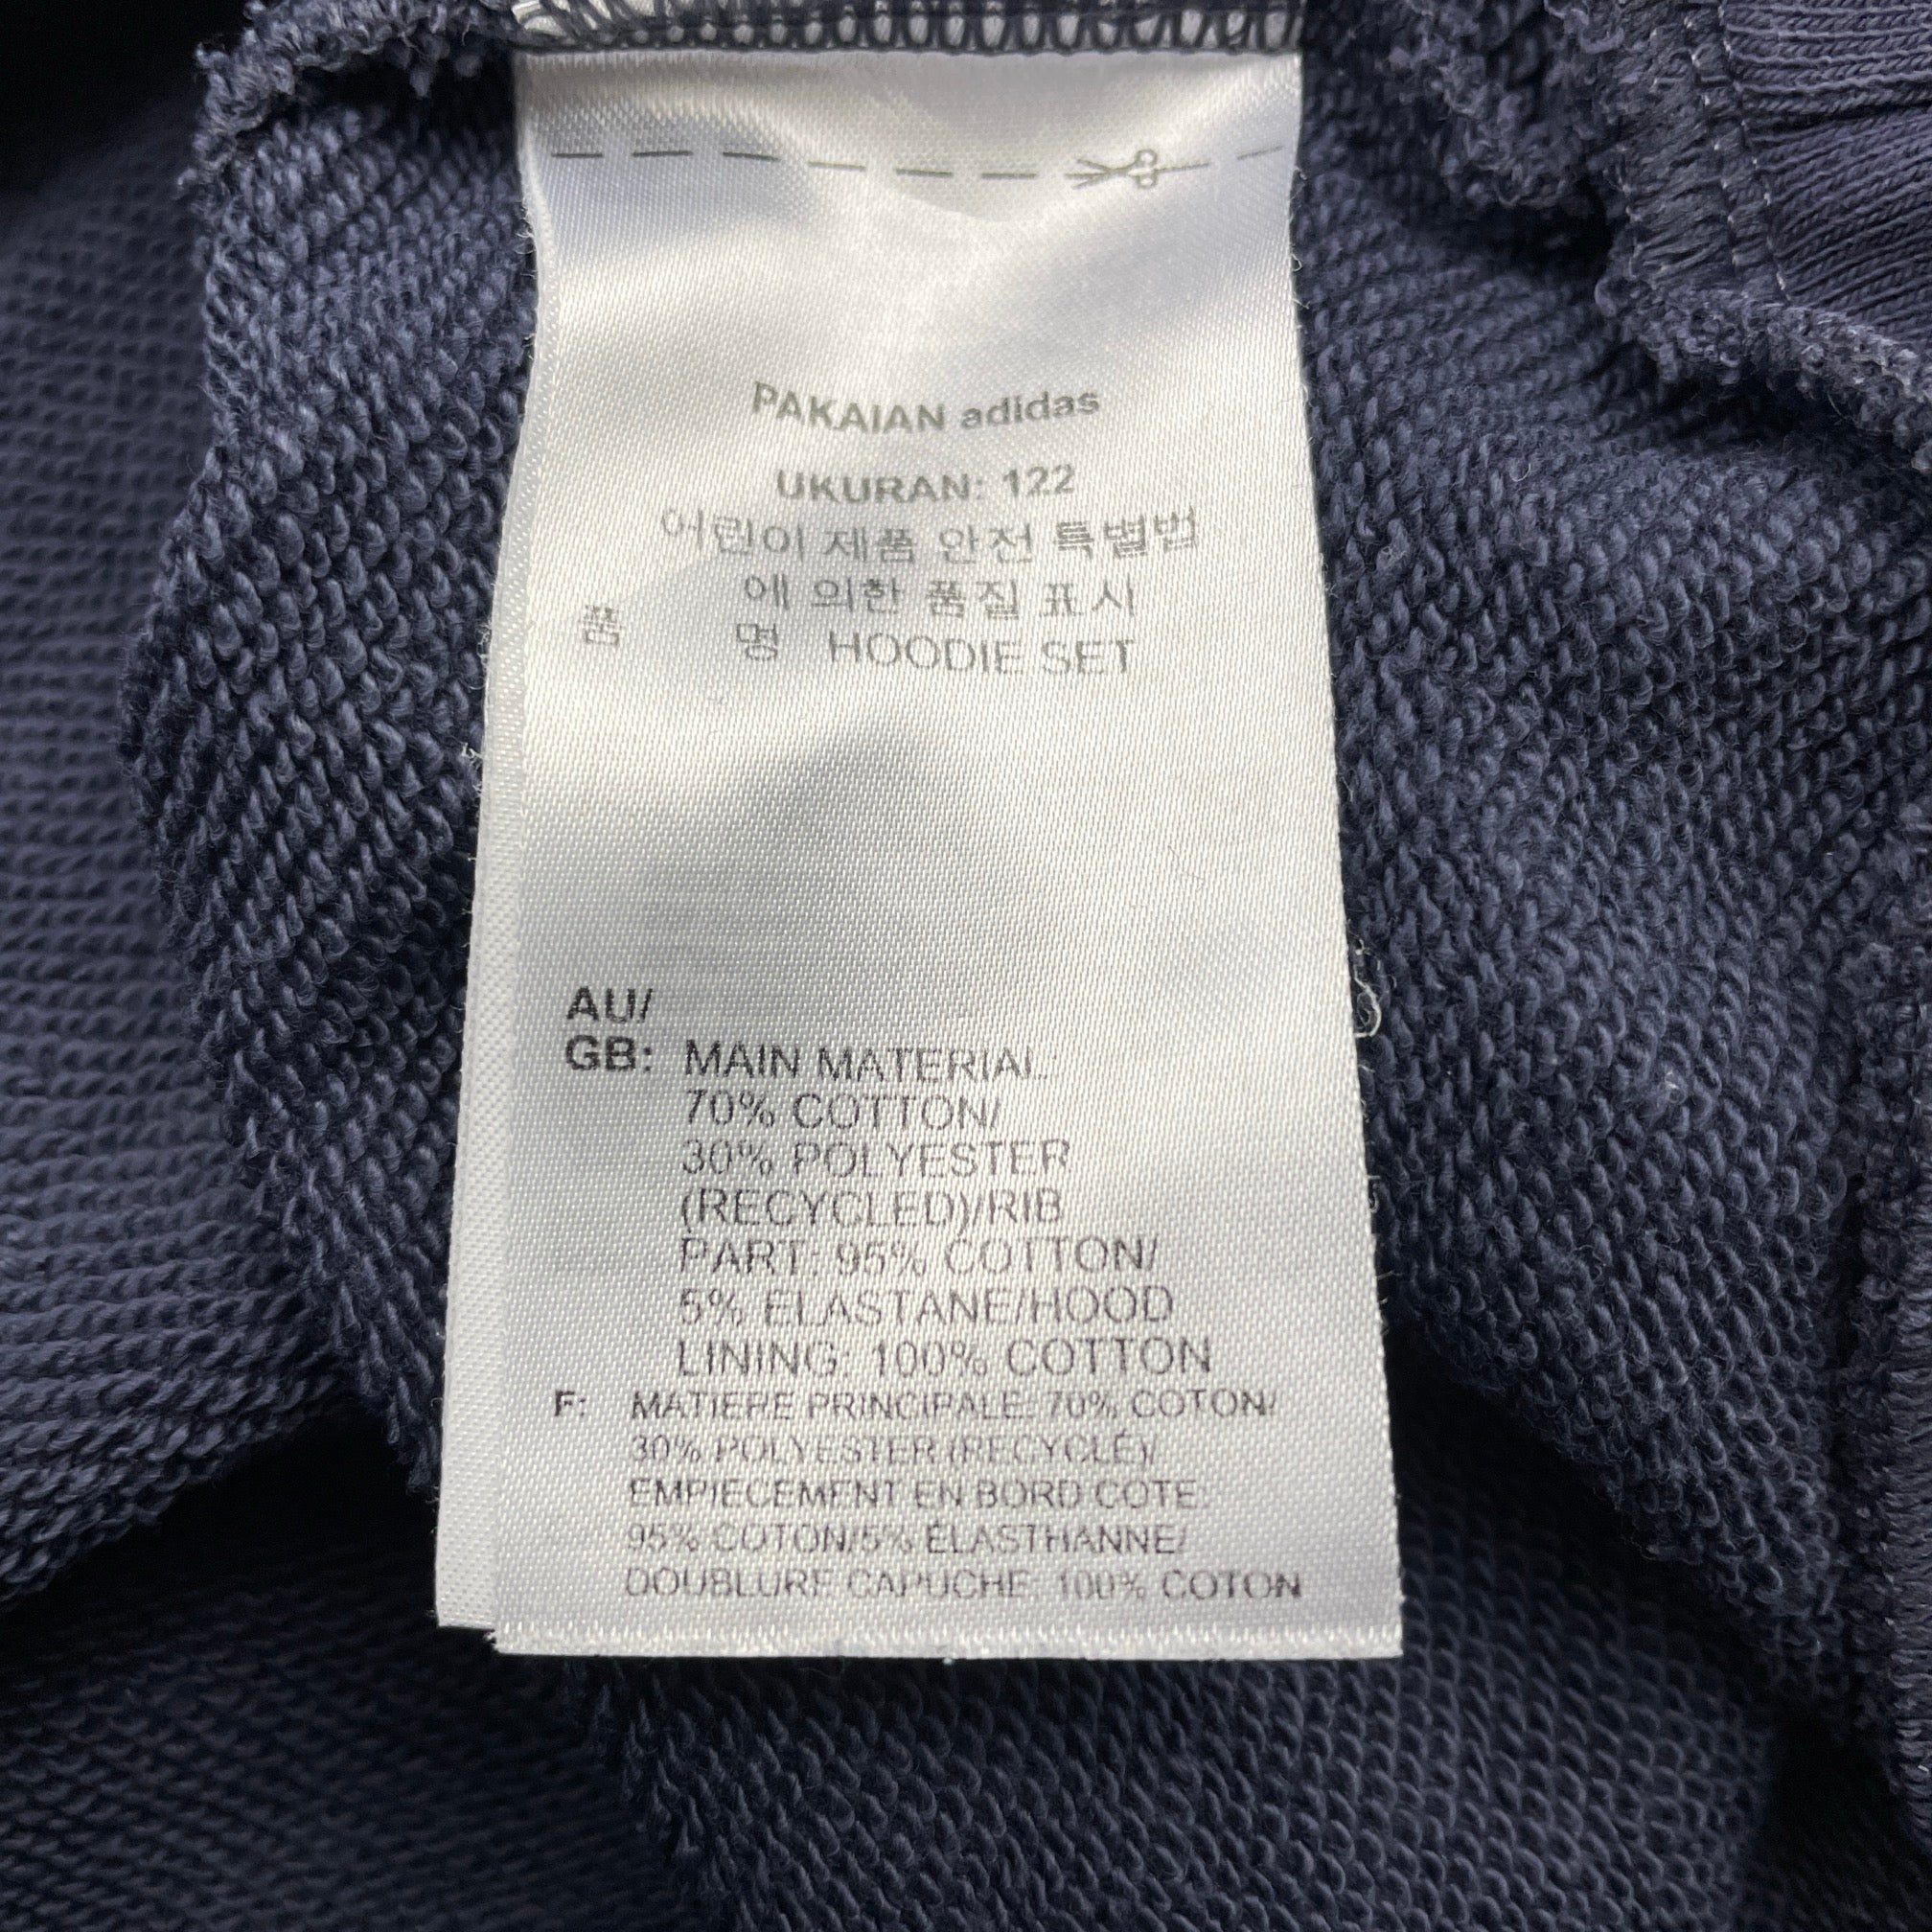 PAKAIAN adidas
UKURAN: 122
어린이 제품 안전 특별법
에 의한 품질 표시
품 명 HOODIE SET
AU/
GB: MAIN MATERIAL
70% COTTON/
30% POLYESTER
(RECYCLED)/RIB
PART: 95% COTTON/
5% ELASTANE/HOOD
LINING: 100% COTTON
F: MATIERE PRINCIPALE: 70% COTON/
30% POLYESTER (RECYCLÉ)/
EMPIECEMENT EN BORD COTE:
95% COTON/5% ÉLASTHANNE/
DOUBLURE CAPUCHE: 100% COTON